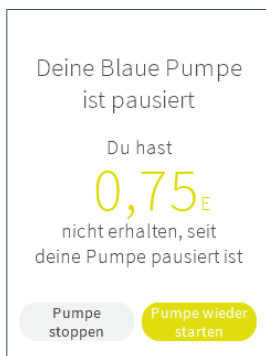 Deine Blaue Pumpe
ist pausiert
Du hast
0,75E
nicht erhalten, seit
deine Pumpe pausiert ist
Pumpe
stoppen
Pumpe wieder
starten